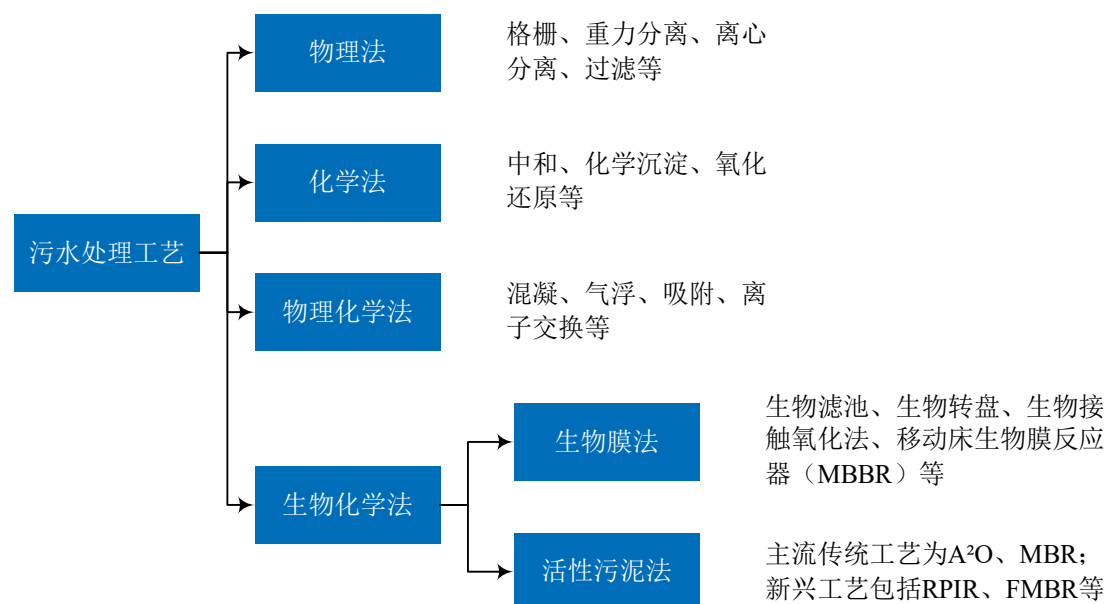 物理法
格栅、重力分离、离心
分离、过滤等
化学法
中和、化学沉淀、氧化
还原等
污水处理工艺
物理化学法
混凝、气浮、吸附、离
子交换等
生物膜法
生物滤池、生物转盘、生物接
触氧化法、移动床生物膜反应
器（MBBR）等
生物化学法
活性污泥法
主流传统工艺为A²O、MBR；
新兴工艺包括RPIR、FMBR等